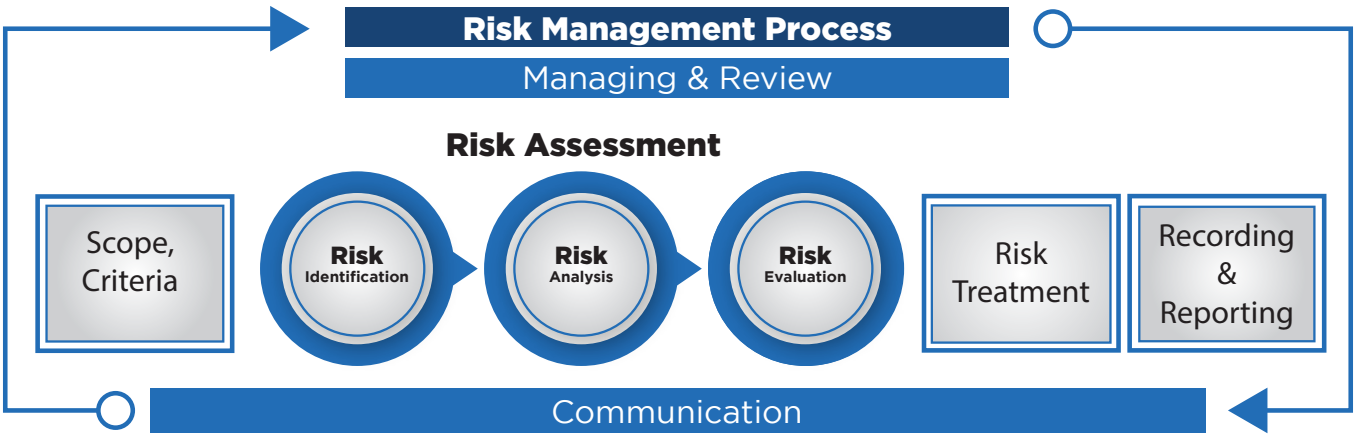 Risk Management Process
Managing & Review
Risk Assessment
Scope,
Criteria
Risk
Identification
Risk
Analysis
Risk
Evaluation
Risk
Treatment
Recording
&
Reporting
Communication